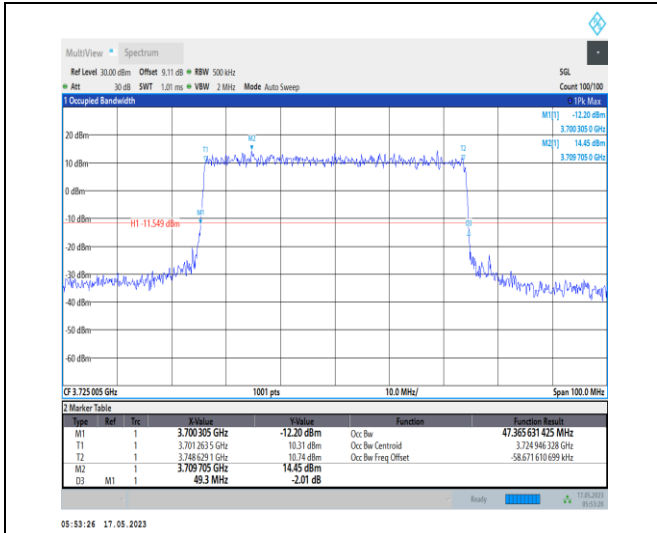 MultiView Spectrum
Ref Level 30.00 dBm Offset 9.11 dB RBW 500 kHz SGL
Att 30 dB SWT 1.01 ms VBW 2 MHz Mode Auto Sweep Count 100/100
1 Occupied Bandwidth 1Pk Max
M1[1] -12.20 dBm
3.700 305 0 GHz
M2[1] 14.45 dBm
3.709 705 0 GHz
20 dBm
M2
T1
T2
10 dBm
0 dBm
-10 dBm
M1
H1 -11.549 dBm
D3
-30 dBm
-40 dBm
-50 dBm
-60 dBm
CF 3.725 005 GHz 1001 pts 10.0 MHz/ Span 100.0 MHz
2 Marker Table
Type Ref Trc X-Value Y-Value Function Function Result
M1 1 3.700305 GHz -12.20 dBm Occ Bw 47.365 631 425 MHz
T1 1 3.701 263 5 GHz 10.31 dBm Occ Bw Centroid 3.724 946 328 GHz
T2 1 3.748 629 1 GHz 10.74 dBm Occ Bw Freq Offset -58.671 610 699 kHz
M2 1 3.709705 GHz 14.45 dBm
D3 M1 1 49.3 MHz -2.01 dB
Ready 17.05.2023
05:53:26
05:53:26 17.05.2023